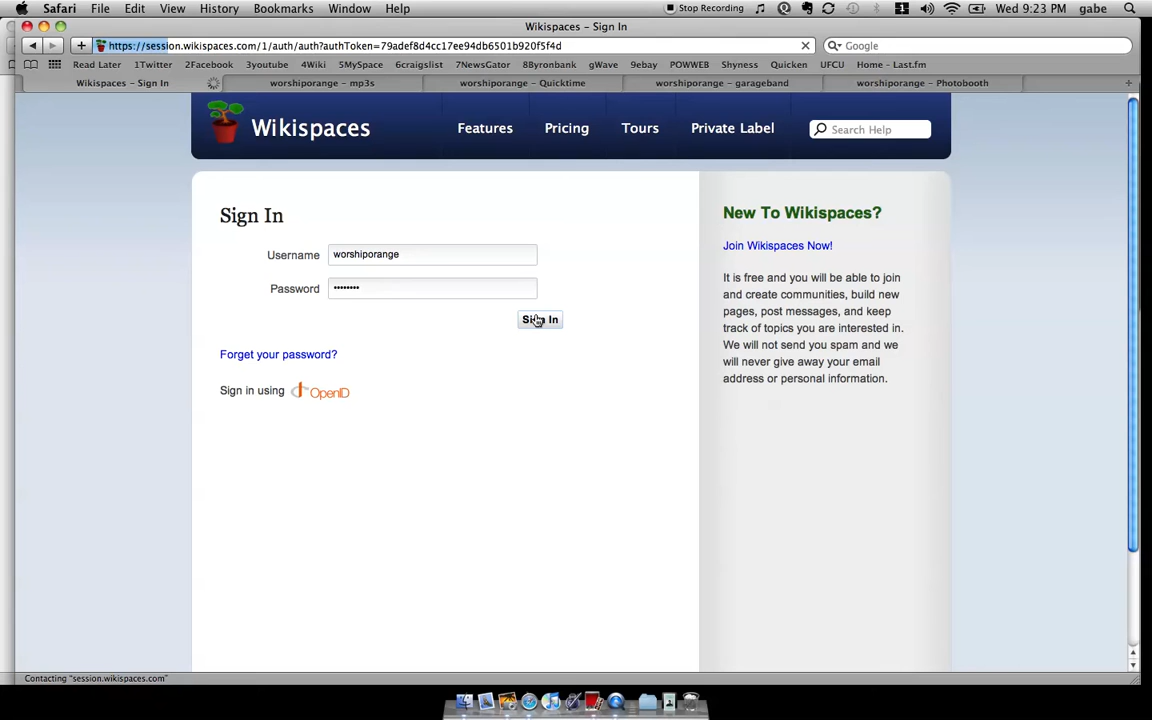 Safari File Edit View History Bookmarks Window Help Stop Recording 1 Wed 9:23 PM gabe
Wikispaces – Sign In
https://session.wikispaces.com/1/auth/auth?authToken=79adef8d4cc17ee94db6501b920f5f4d Google
Read Later 1Twitter 2Facebook 3youtube 4Wiki 5MySpace 6craigslist 7NewsGator 8Byronbank gWave 9ebay POWWEB Shyness Quicken UFCU Home - Last.fm
Wikispaces - Sign In worshiporange - mp3s worshiporange - Quicktime worshiporange - garageband worshiporange - Photobooth
Wikispaces Features Pricing Tours Private Label Search Help
Sign In
Username worshiporange
Password ••••••••
Sign In
Forget your password?
Sign in using OpenID
New To Wikispaces?
Join Wikispaces Now!
It is free and you will be able to join
and create communities, build new
pages, post messages, and keep
track of topics you are interested in.
We will not send you spam and we
will never give away your email
address or personal information.
Contacting "session.wikispaces.com"